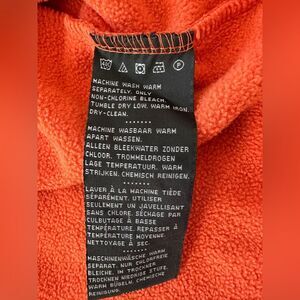 MACHINE WASH WARM
SEPARATELY. ONLY
NON-CHLORINE BLEACH.
TUMBLE DRY LOW. WARM IRON.
DRY-CLEAN.
MACHINE WASBAAR WARM
APART WASSEN.
ALLEEN BLEEKWATER ZONDER
CHLOOR. TROMMELDROGEN
LAGE TEMPERATUUR. WARM
STRIJKEN. CHEMISCH REINIGEN.
LAVER À LA MACHINE TIÈDE
SÉPARÉMENT. UTILISER
SEULEMENT UN JAVELLISANT
SANS CHLORE. SÉCHAGE PAR
CULBUTAGE À BASSE
TEMPÉRATURE. REPASSER À
TEMPÉRATURE MOYENNE.
NETTOYAGE À SEC.
MASCHINENWÄSCHE WARM
SEPARAT. NUR CHLORFREIE
BLEICHE. IM TROCKNER
TROCKNEN NIEDRIGE STUFE.
WARM BÜGELN. CHEMISCHE
REINIGUNG.